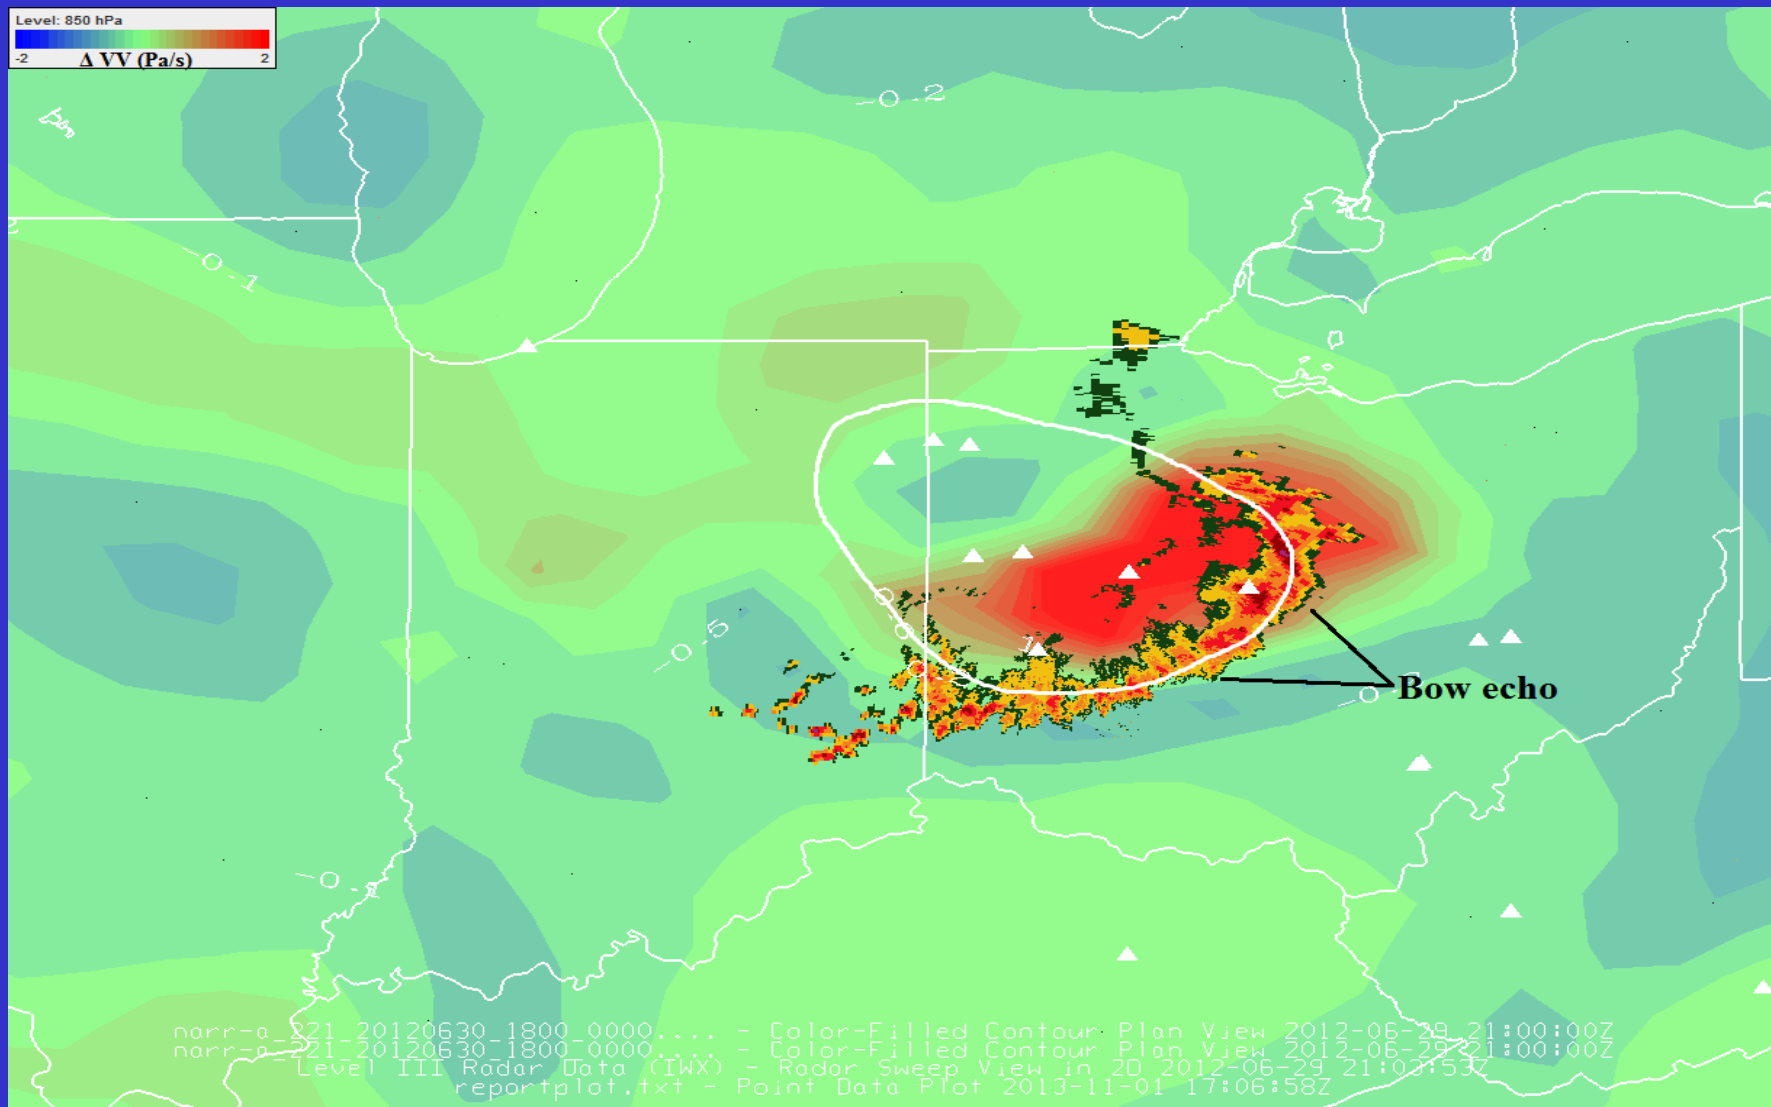 Level: 850 hPa
-2 Δ VV (Pa/s) 2
-0.2
-0.1
-0.5
Bow echo
narr-a_221_20120630_1800_0000.... - Color-Filled Contour Plan View 2012-06-29 21:00:00Z
narr-a_221_20120630_1800_0000.... - Color-Filled Contour Plan View 2012-06-29 21:00:00Z
Level III Radar Data (IWX) - Radar Sweep View in 2D 2012-06-29 21:03:53Z
reportplot.txt - Point Data Plot 2013-11-01 17:06:58Z